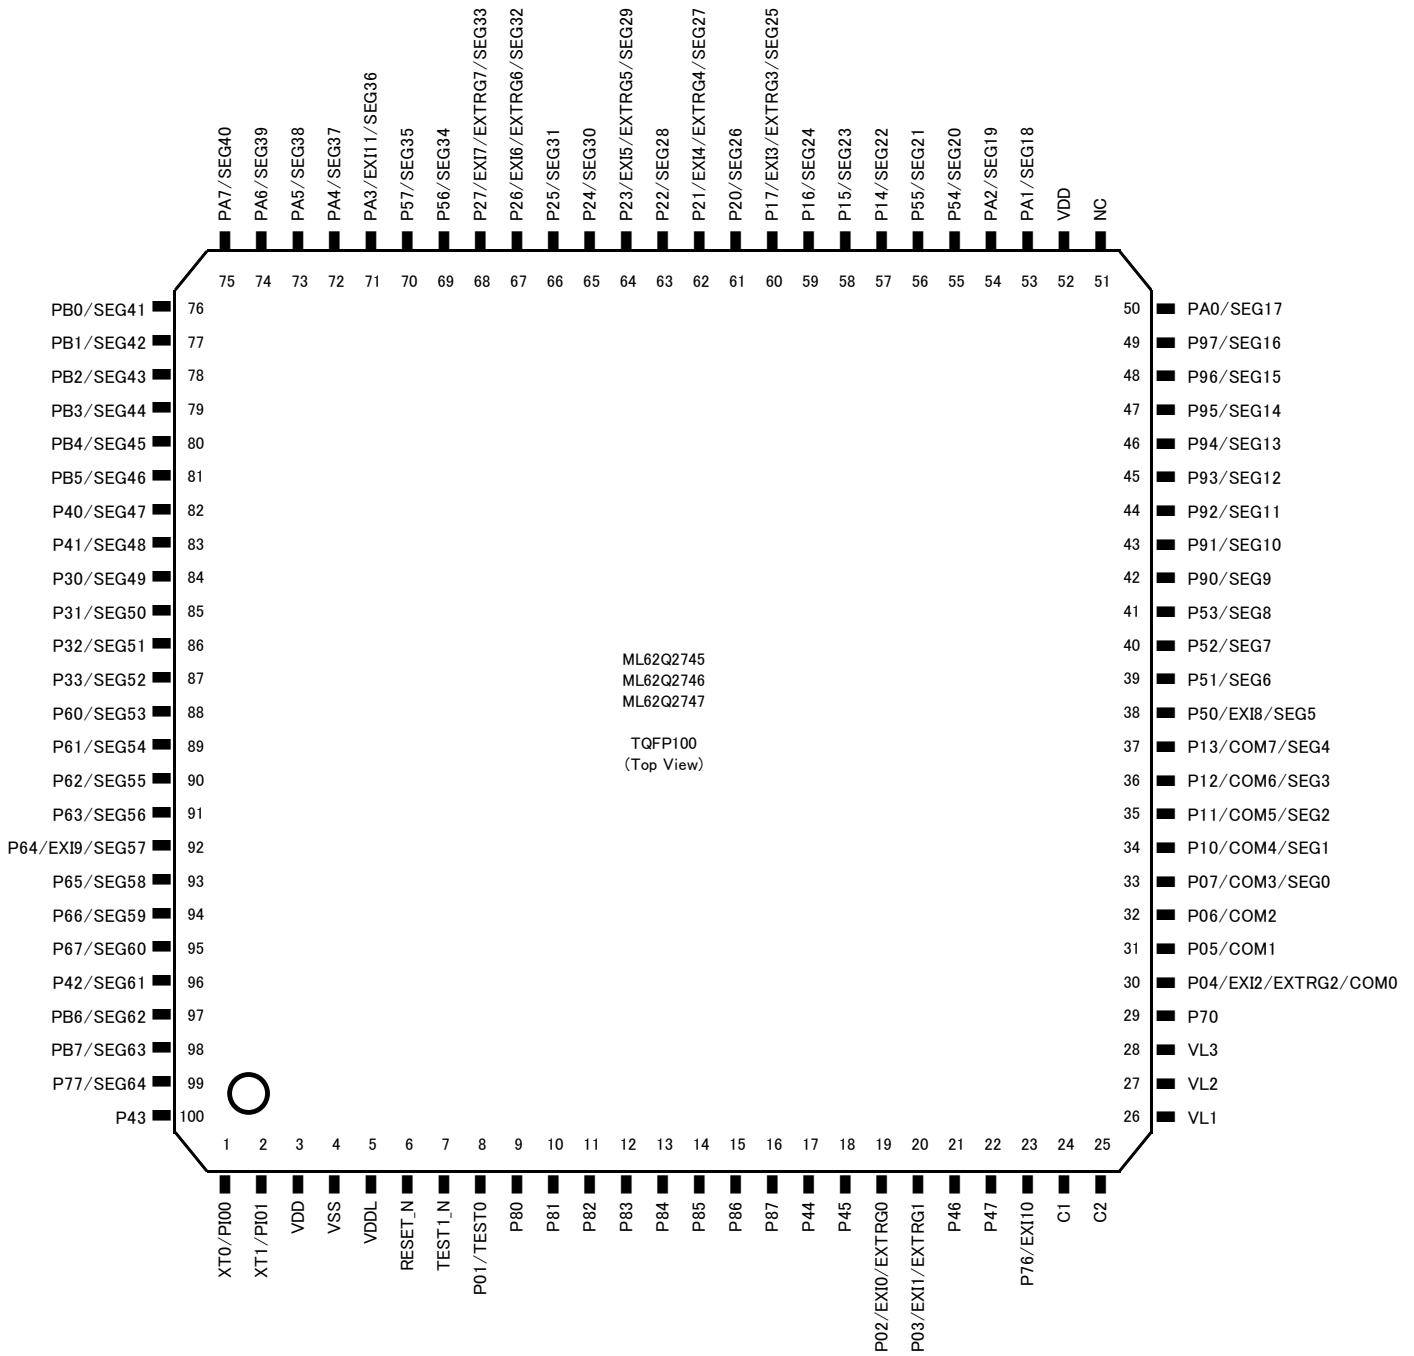 PA7/SEG40
PA6/SEG39
PA5/SEG38
PA4/SEG37
PA3/EXI11/SEG36
P57/SEG35
P56/SEG34
P27/EXI7/EXTRG7/SEG33
P26/EXI6/EXTRG6/SEG32
P25/SEG31
P24/SEG30
P23/EXI5/EXTRG5/SEG29
P22/SEG28
P21/EXI4/EXTRG4/SEG27
P20/SEG26
P17/EXI3/EXTRG3/SEG25
P16/SEG24
P15/SEG23
P14/SEG22
P55/SEG21
P54/SEG20
PA2/SEG19
PA1/SEG18
VDD
NC
75 74 73 72 71 70 69 68 67 66 65 64 63 62 61 60 59 58 57 56 55 54 53 52 51
PB0/SEG41 76
PB1/SEG42 77
PB2/SEG43 78
PB3/SEG44 79
PB4/SEG45 80
PB5/SEG46 81
P40/SEG47 82
P41/SEG48 83
P30/SEG49 84
P31/SEG50 85
P32/SEG51 86
P33/SEG52 87
P60/SEG53 88
P61/SEG54 89
P62/SEG55 90
P63/SEG56 91
P64/EXI9/SEG57 92
P65/SEG58 93
P66/SEG59 94
P67/SEG60 95
P42/SEG61 96
PB6/SEG62 97
PB7/SEG63 98
P77/SEG64 99
P43 100
ML62Q2745
ML62Q2746
ML62Q2747
TQFP100
(Top View)
50 PA0/SEG17
49 P97/SEG16
48 P96/SEG15
47 P95/SEG14
46 P94/SEG13
45 P93/SEG12
44 P92/SEG11
43 P91/SEG10
42 P90/SEG9
41 P53/SEG8
40 P52/SEG7
39 P51/SEG6
38 P50/EXI8/SEG5
37 P13/COM7/SEG4
36 P12/COM6/SEG3
35 P11/COM5/SEG2
34 P10/COM4/SEG1
33 P07/COM3/SEG0
32 P06/COM2
31 P05/COM1
30 P04/EXI2/EXTRG2/COM0
29 P70
28 VL3
27 VL2
26 VL1
1 2 3 4 5 6 7 8 9 10 11 12 13 14 15 16 17 18 19 20 21 22 23 24 25
XT0/PI00
XT1/PI01
VDD
VSS
VDDL
RESET_N
TEST1_N
P01/TEST0
P80
P81
P82
P83
P84
P85
P86
P87
P44
P45
P02/EXI0/EXTRG0
P03/EXI1/EXTRG1
P46
P47
P76/EXI10
C1
C2